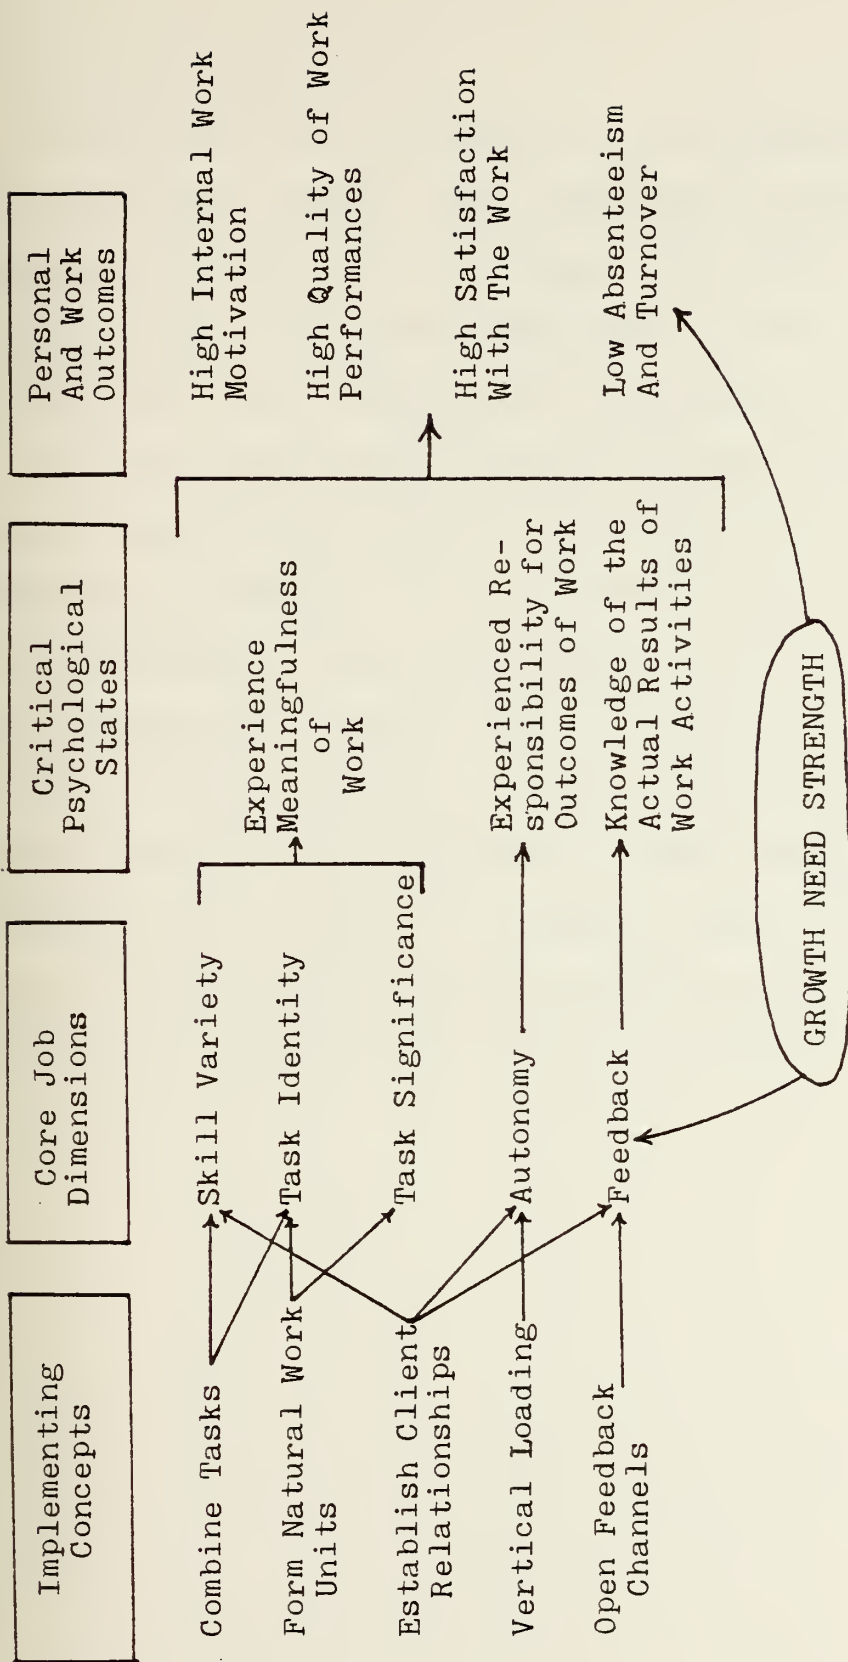 Implementing
Concepts
Core Job
Dimensions
Critical
Psychological
States
Personal
And Work
Outcomes
Combine Tasks
Form Natural Work
Units
Establish Client
Relationships
Vertical Loading
Open Feedback
Channels
Skill Variety
Task Identity
Task Significance
Autonomy
Feedback
Experience
Meaningfulness
of
Work
Experienced Re-
sponsibility for
Outcomes of Work
Knowledge of the
Actual Results of
Work Activities
High Internal Work
Motivation
High Quality of Work
Performances
High Satisfaction
With The Work
Low Absenteeism
And Turnover
GROWTH NEED STRENGTH